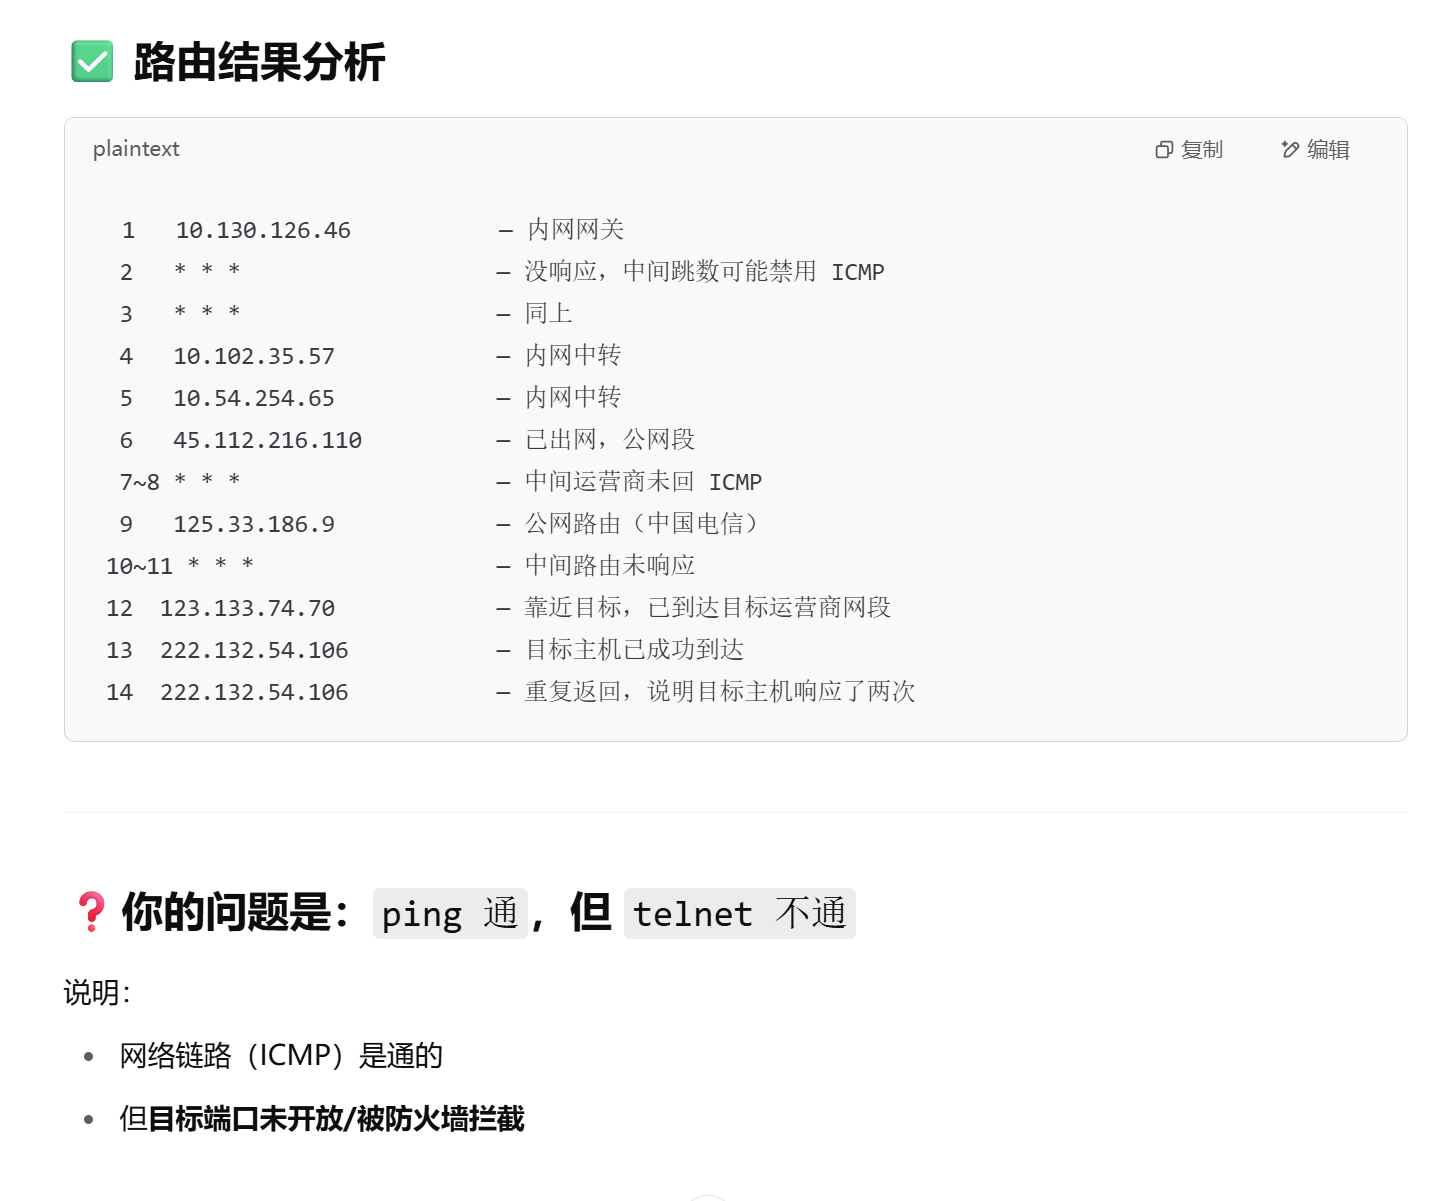 ✅ 路由结果分析
plaintext 复制 编辑
1 10.130.126.46 — 内网网关
2 * * * — 没响应，中间跳数可能禁用 ICMP
3 * * * — 同上
4 10.102.35.57 — 内网中转
5 10.54.254.65 — 内网中转
6 45.112.216.110 — 已出网，公网段
7~8 * * * — 中间运营商未回 ICMP
9 125.33.186.9 — 公网路由（中国电信）
10~11 * * * — 中间路由未响应
12 123.133.74.70 — 靠近目标，已到达目标运营商网段
13 222.132.54.106 — 目标主机已成功到达
14 222.132.54.106 — 重复返回，说明目标主机响应了两次
❓ 你的问题是：ping 通，但 telnet 不通
说明：
• 网络链路（ICMP）是通的
• 但目标端口未开放/被防火墙拦截